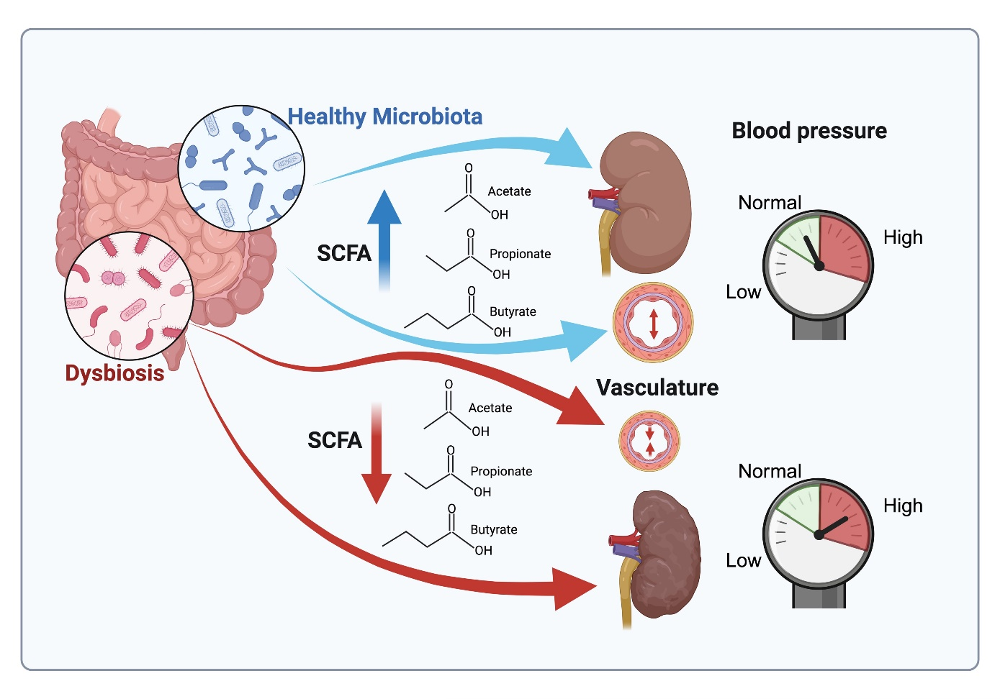 Healthy Microbiota
Blood pressure
O
Acetate
OH
SCFA
O
Propionate
OH
O
Butyrate
OH
Normal
High
Low
Dysbiosis
Vasculature
O
Acetate
OH
SCFA
O
Propionate
OH
O
Butyrate
OH
Normal
High
Low